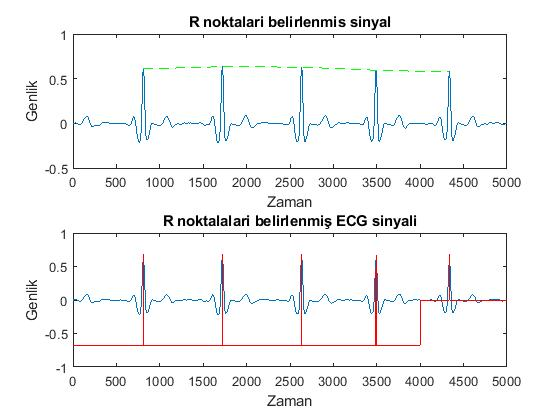 R noktalari belirlenmis sinyal
1
0.5
0
-0.5
Genlik
0 500 1000 1500 2000 2500 3000 3500 4000 4500 5000
Zaman
R noktalalari belirlenmiş ECG sinyali
1
0.5
0
-0.5
-1
Genlik
0 500 1000 1500 2000 2500 3000 3500 4000 4500 5000
Zaman